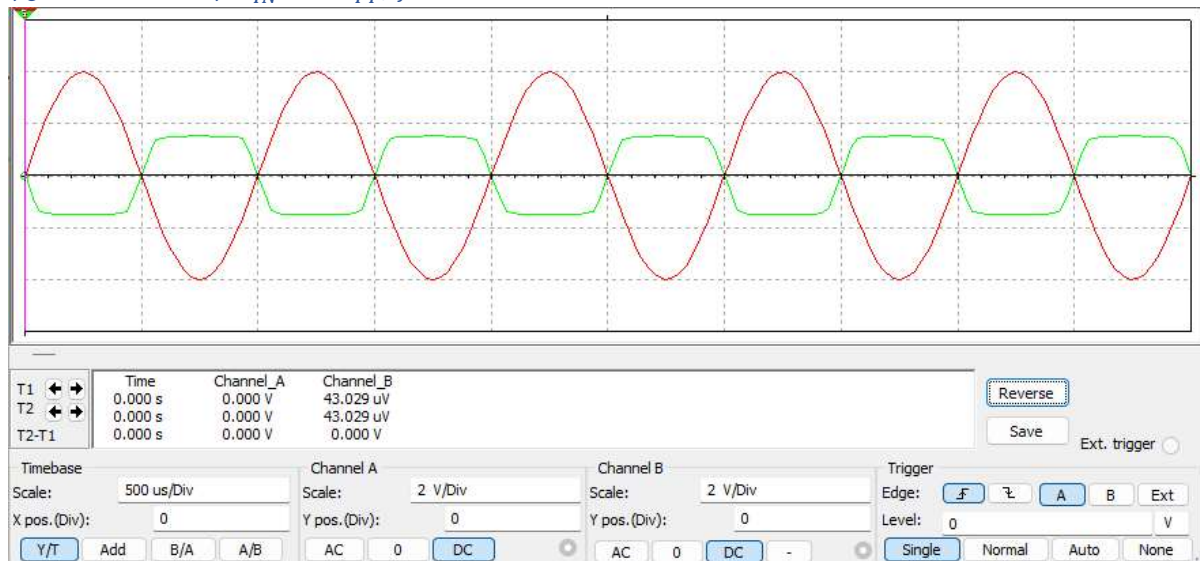 T1 Time Channel_A Channel_B
0.000 s 0.000 V 43.029 uV
T2 0.000 s 0.000 V 43.029 uV
T2-T1 0.000 s 0.000 V 0.000 V
Reverse
Save
Ext. trigger
Timebase Channel A Channel B Trigger
Scale: 500 us/Div Scale: 2 V/Div Scale: 2 V/Div Edge: A B Ext
X pos.(Div): 0 Y pos.(Div): 0 Y pos.(Div): 0 Level: 0 V
Y/T Add B/A A/B AC 0 DC AC 0 DC - Single Normal Auto None